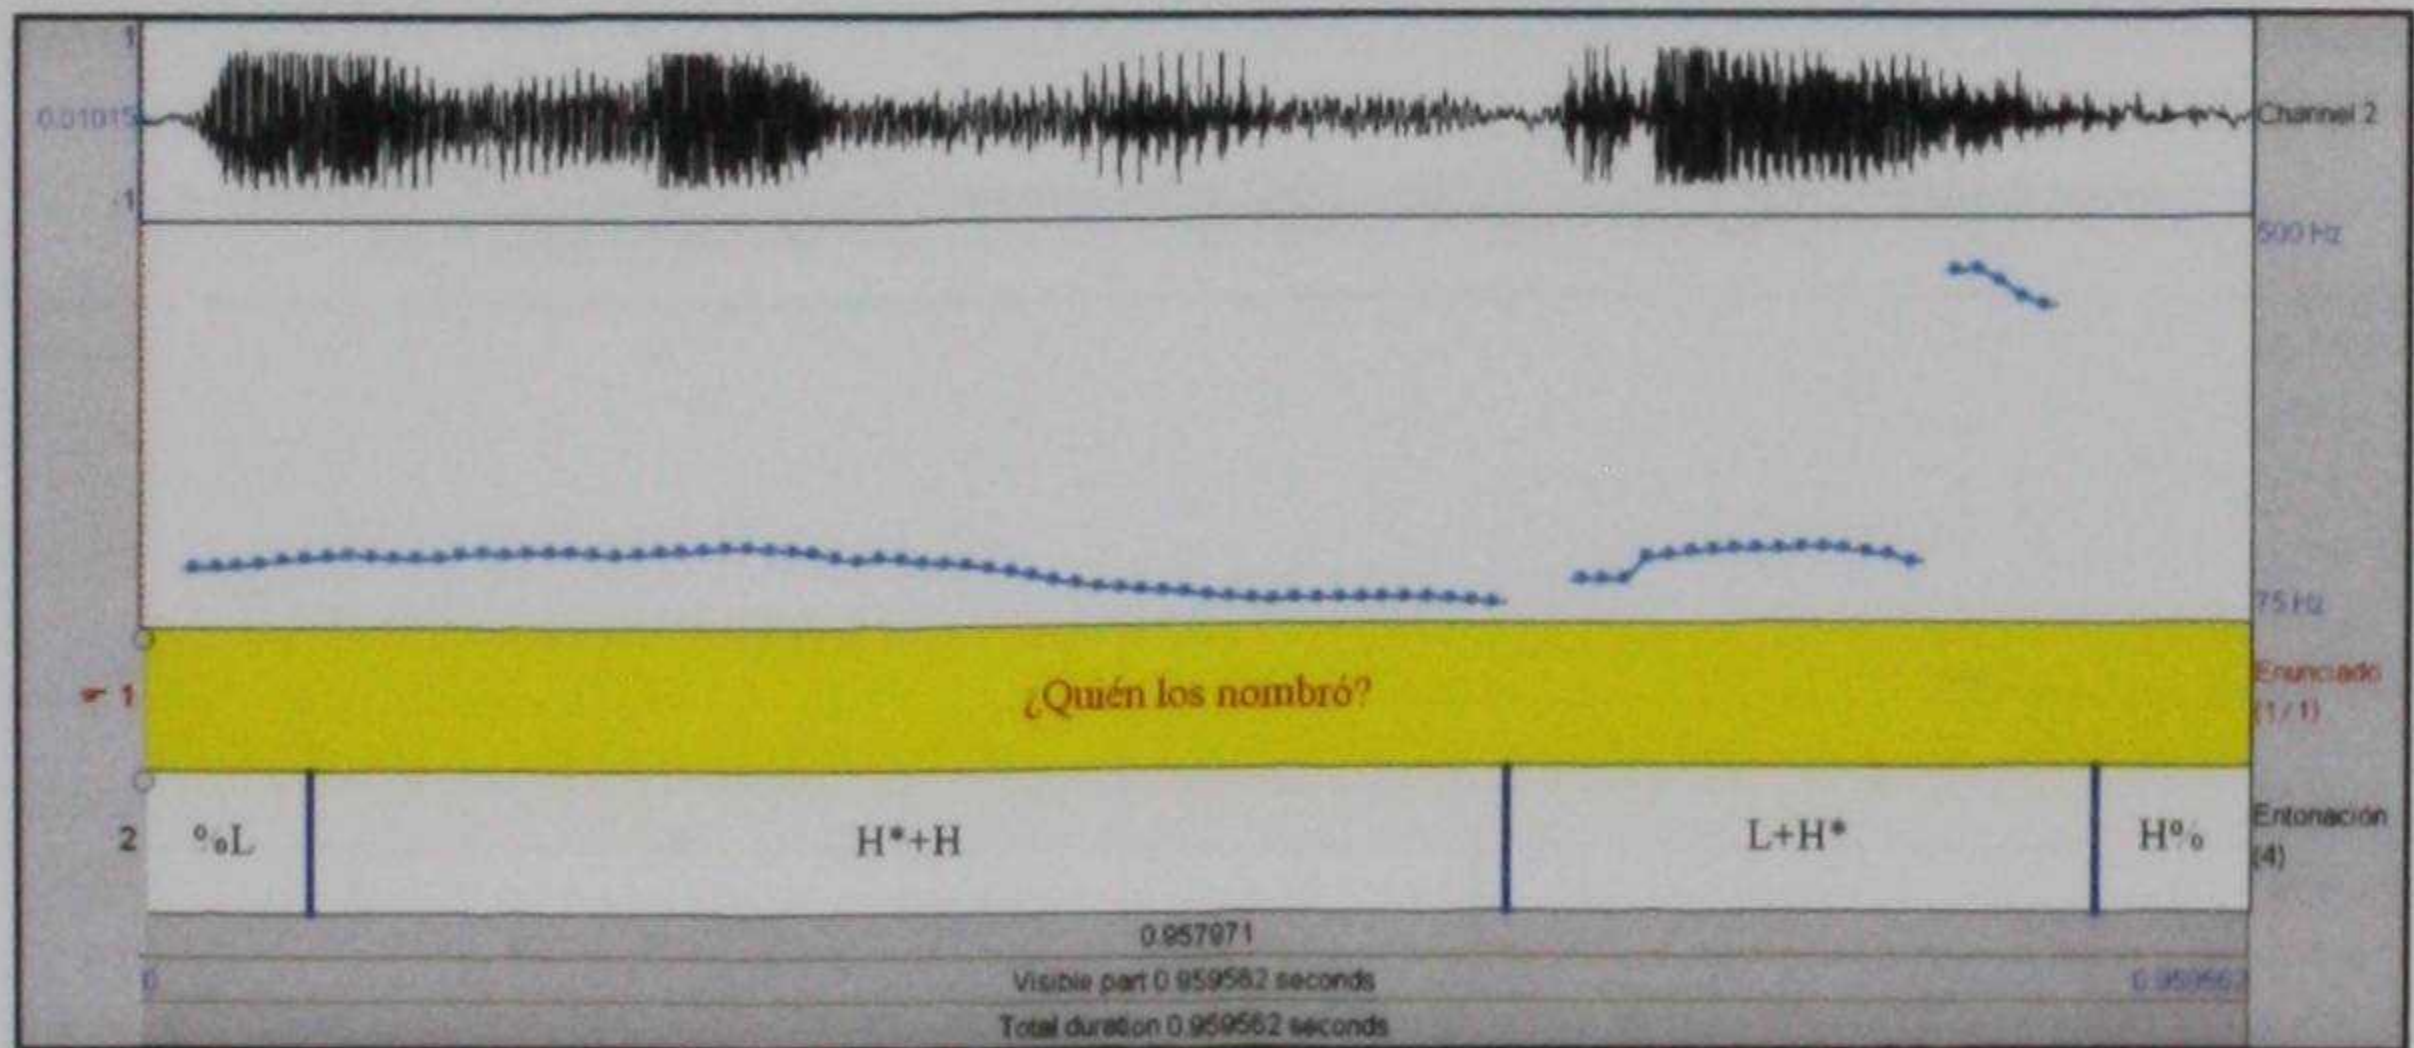 1
0.01015
-1
Channel 2
500 Hz
75 Hz
1
¿Quién los nombró?
Enunciado
(1/1)
2
%L
H*+H
L+H*
H%
Entonación
(4)
0.957971
0
Visible part 0.959562 seconds
0.959562
Total duration 0.959562 seconds